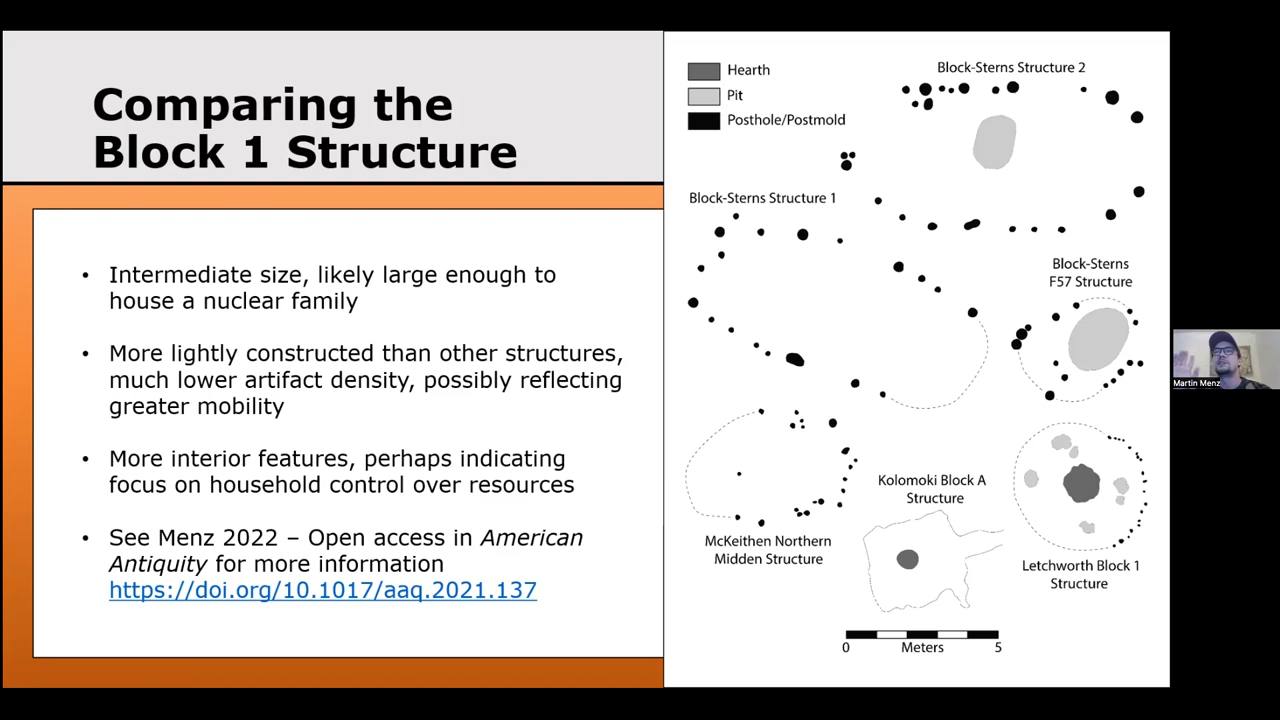 Comparing the
Block 1 Structure
• Intermediate size, likely large enough to
house a nuclear family
• More lightly constructed than other structures,
much lower artifact density, possibly reflecting
greater mobility
• More interior features, perhaps indicating
focus on household control over resources
• See Menz 2022 – Open access in American
Antiquity for more information
https://doi.org/10.1017/aaq.2021.137
Hearth
Pit
Posthole/Postmold
Block-Sterns Structure 2
Block-Sterns Structure 1
Block-Sterns
F57 Structure
McKeithen Northern
Midden Structure
Kolomoki Block A
Structure
Letchworth Block 1
Structure
0 Meters 5
Martin Menz